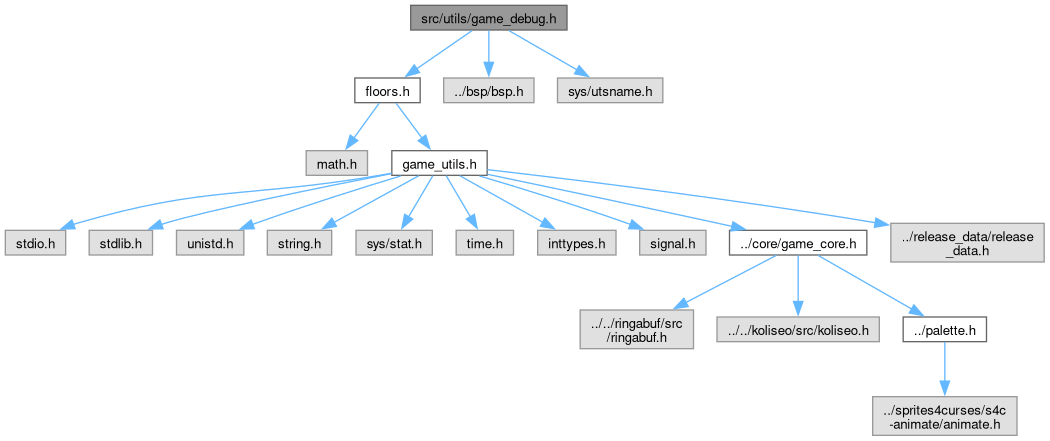 src/utils/game_debug.h
floors.h
../bsp/bsp.h
sys/utsname.h
math.h
game_utils.h
stdio.h
stdlib.h
unistd.h
string.h
sys/stat.h
time.h
inttypes.h
signal.h
../core/game_core.h
../release_data/release
_data.h
../../ringabuf/src
/ringabuf.h
../../koliseo/src/koliseo.h
../palette.h
../sprites4curses/s4c
-animate/animate.h